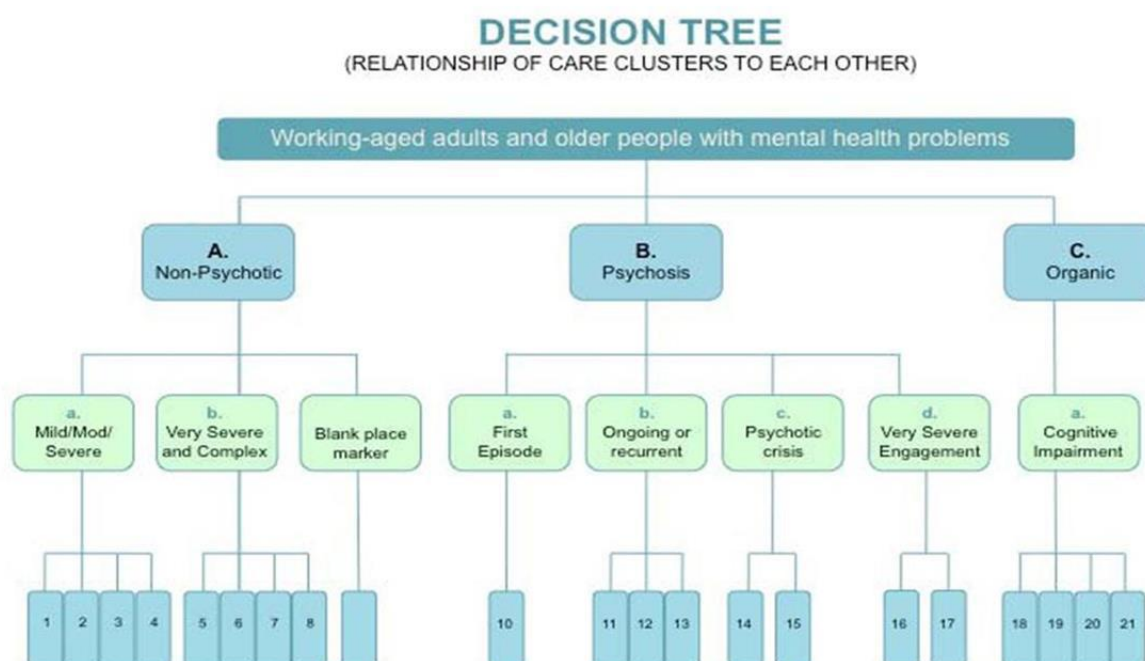 DECISION TREE
(RELATIONSHIP OF CARE CLUSTERS TO EACH OTHER)
Working-aged adults and older people with mental health problems
A.
Non-Psychotic
B.
Psychosis
C.
Organic
a.
Mild/Mod/
Severe
b.
Very Severe
and Complex
Blank place
marker
a.
First
Episode
b.
Ongoing or
recurrent
c.
Psychotic
crisis
d.
Very Severe
Engagement
a.
Cognitive
Impairment
1 2 3 4 5 6 7 8 10 11 12 13 14 15 16 17 18 19 20 21